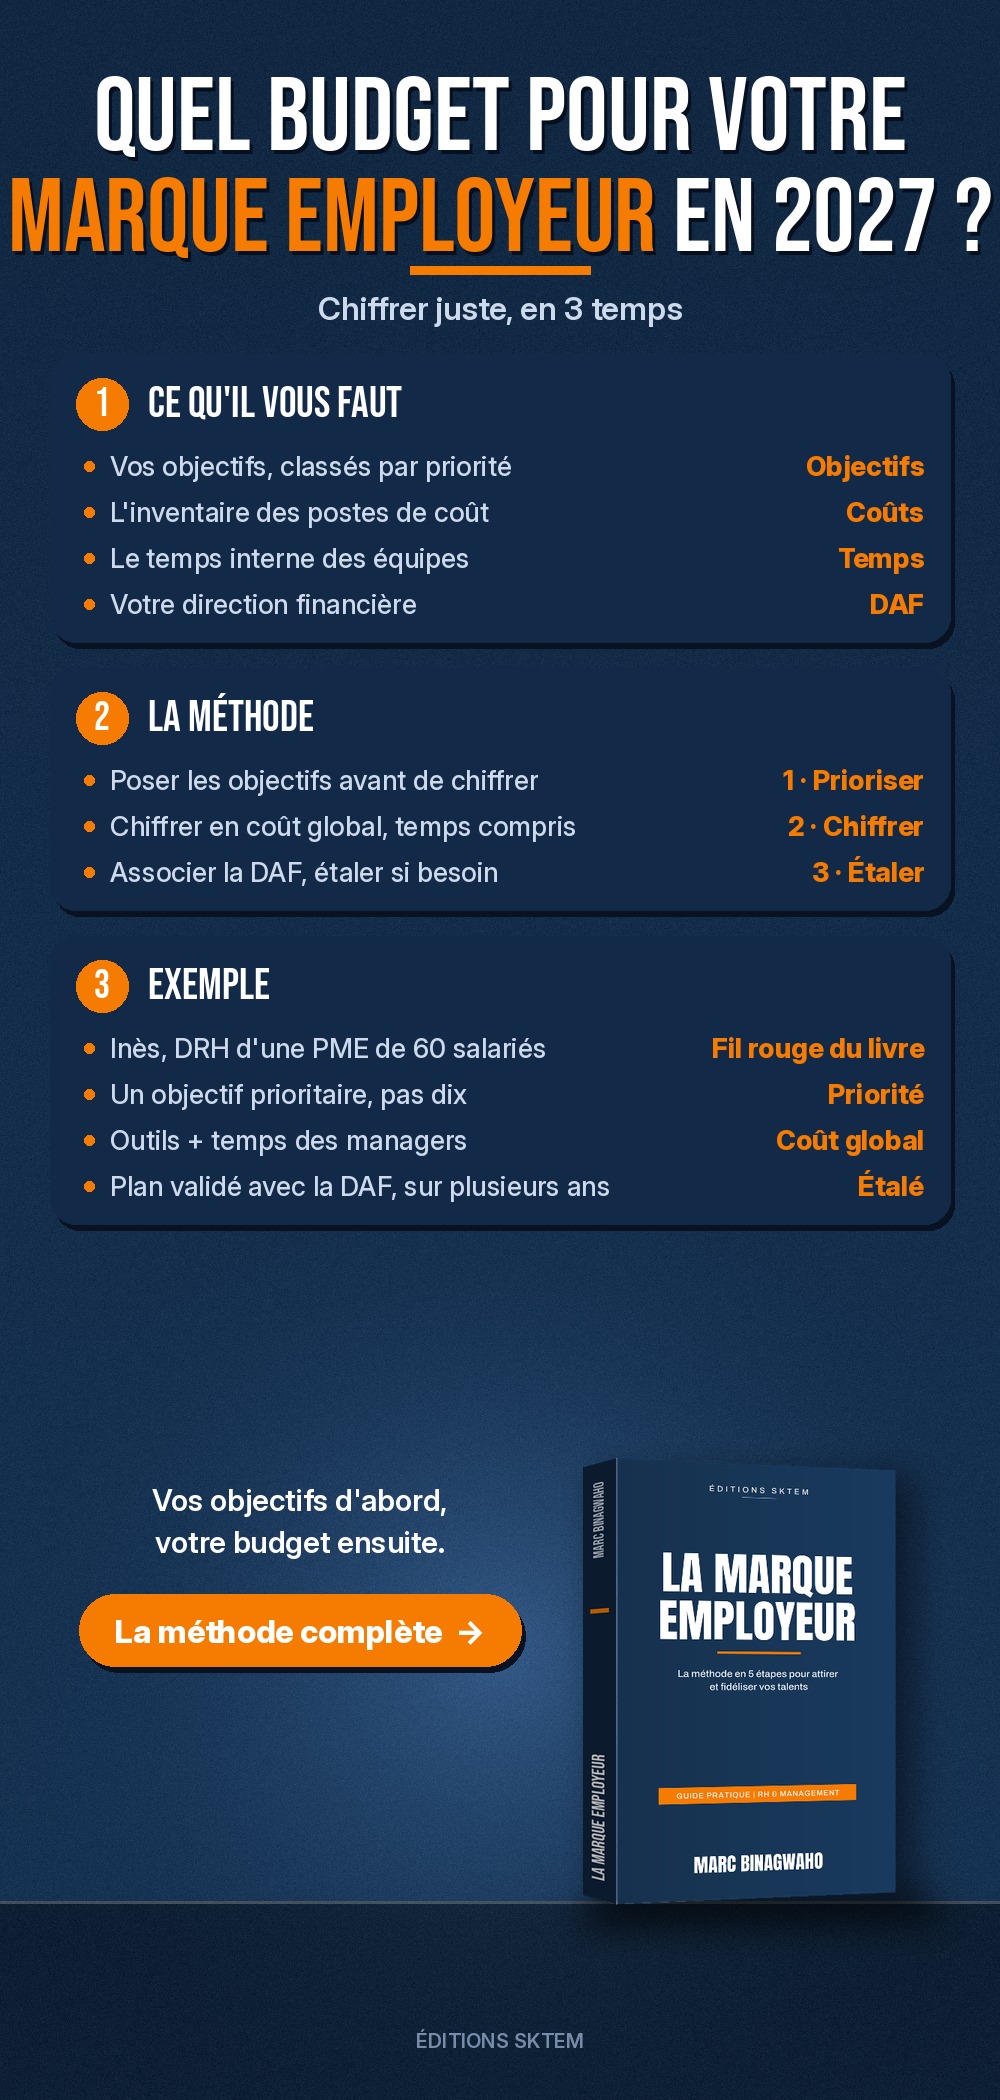 QUEL BUDGET POUR VOTRE
MARQUE EMPLOYEUR EN 2027 ?
Chiffrer juste, en 3 temps
1 CE QU'IL VOUS FAUT
Vos objectifs, classés par priorité Objectifs
L'inventaire des postes de coût Coûts
Le temps interne des équipes Temps
Votre direction financière DAF
2 LA MÉTHODE
Poser les objectifs avant de chiffrer 1 · Prioriser
Chiffrer en coût global, temps compris 2 · Chiffrer
Associer la DAF, étaler si besoin 3 · Étaler
3 EXEMPLE
Inès, DRH d'une PME de 60 salariés Fil rouge du livre
Un objectif prioritaire, pas dix Priorité
Outils + temps des managers Coût global
Plan validé avec la DAF, sur plusieurs ans Étalé
Vos objectifs d'abord,
votre budget ensuite.
La méthode complète →
MARC BINAGWAHO
LA MARQUE EMPLOYEUR
ÉDITIONS SKTEM
LA MARQUE
EMPLOYEUR
La méthode en 5 étapes pour attirer
et fidéliser vos talents
GUIDE PRATIQUE | RH & MANAGEMENT
MARC BINAGWAHO
ÉDITIONS SKTEM